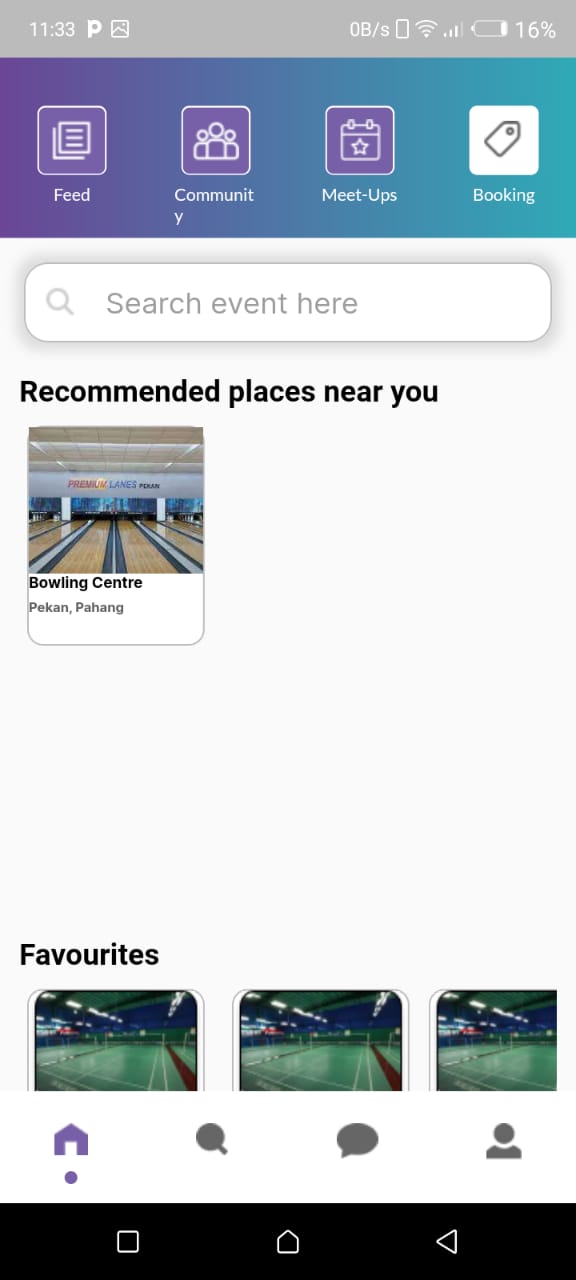 11:33
0B/s
16%
Feed
Communit
y
Meet-Ups
Booking
Search event here
Recommended places near you
PREMIUM LANES PEKAN
Bowling Centre
Pekan, Pahang
Favourites